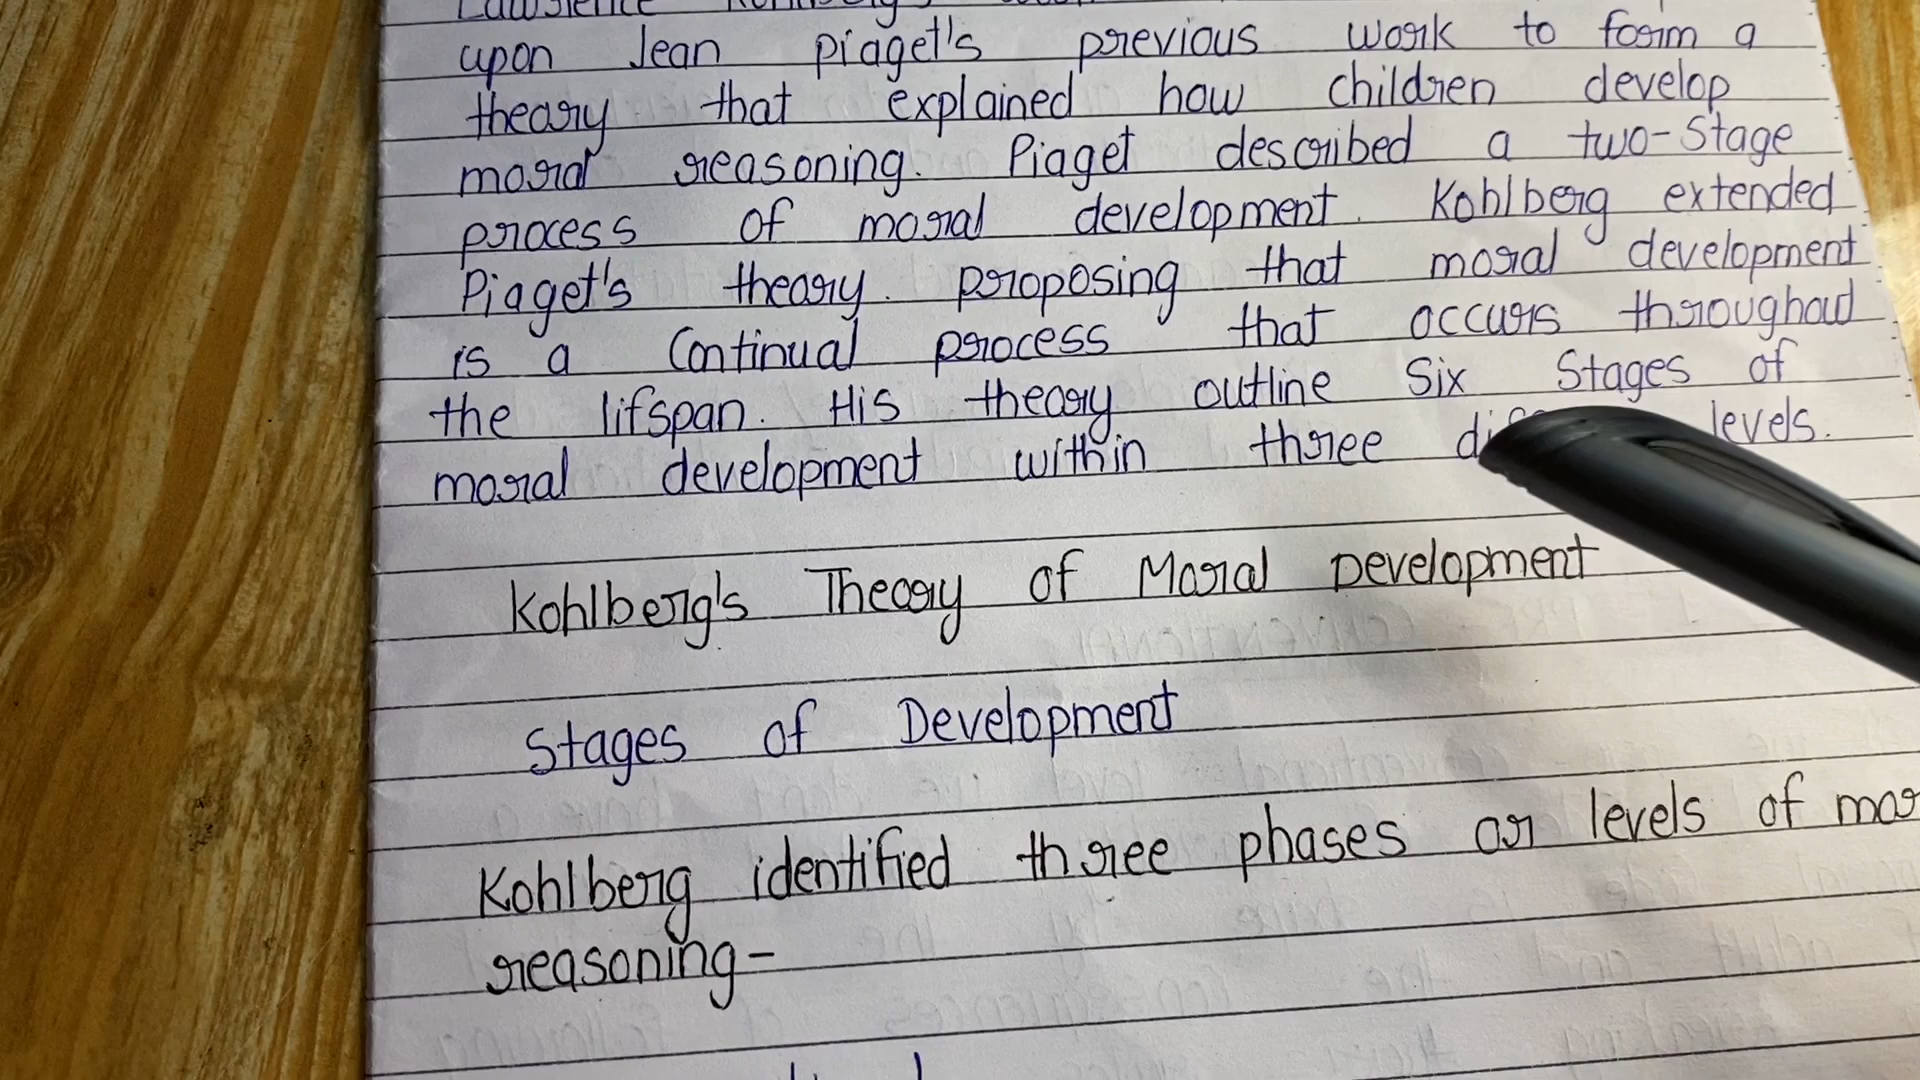 upon Jean Piaget's previous work to form a
theory that explained how children develop
moral reasoning. Piaget described a two-Stage
process of moral development. Kohlberg extended
Piaget's theory. proposing that moral development
is a Continual process that occurs throughout
the lifspan. His theory outline Six Stages of
moral development within three levels.
Kohlberg's Theory of Moral Development
Stages of Development
Kohlberg identified three phases or levels of mor
reasoning-